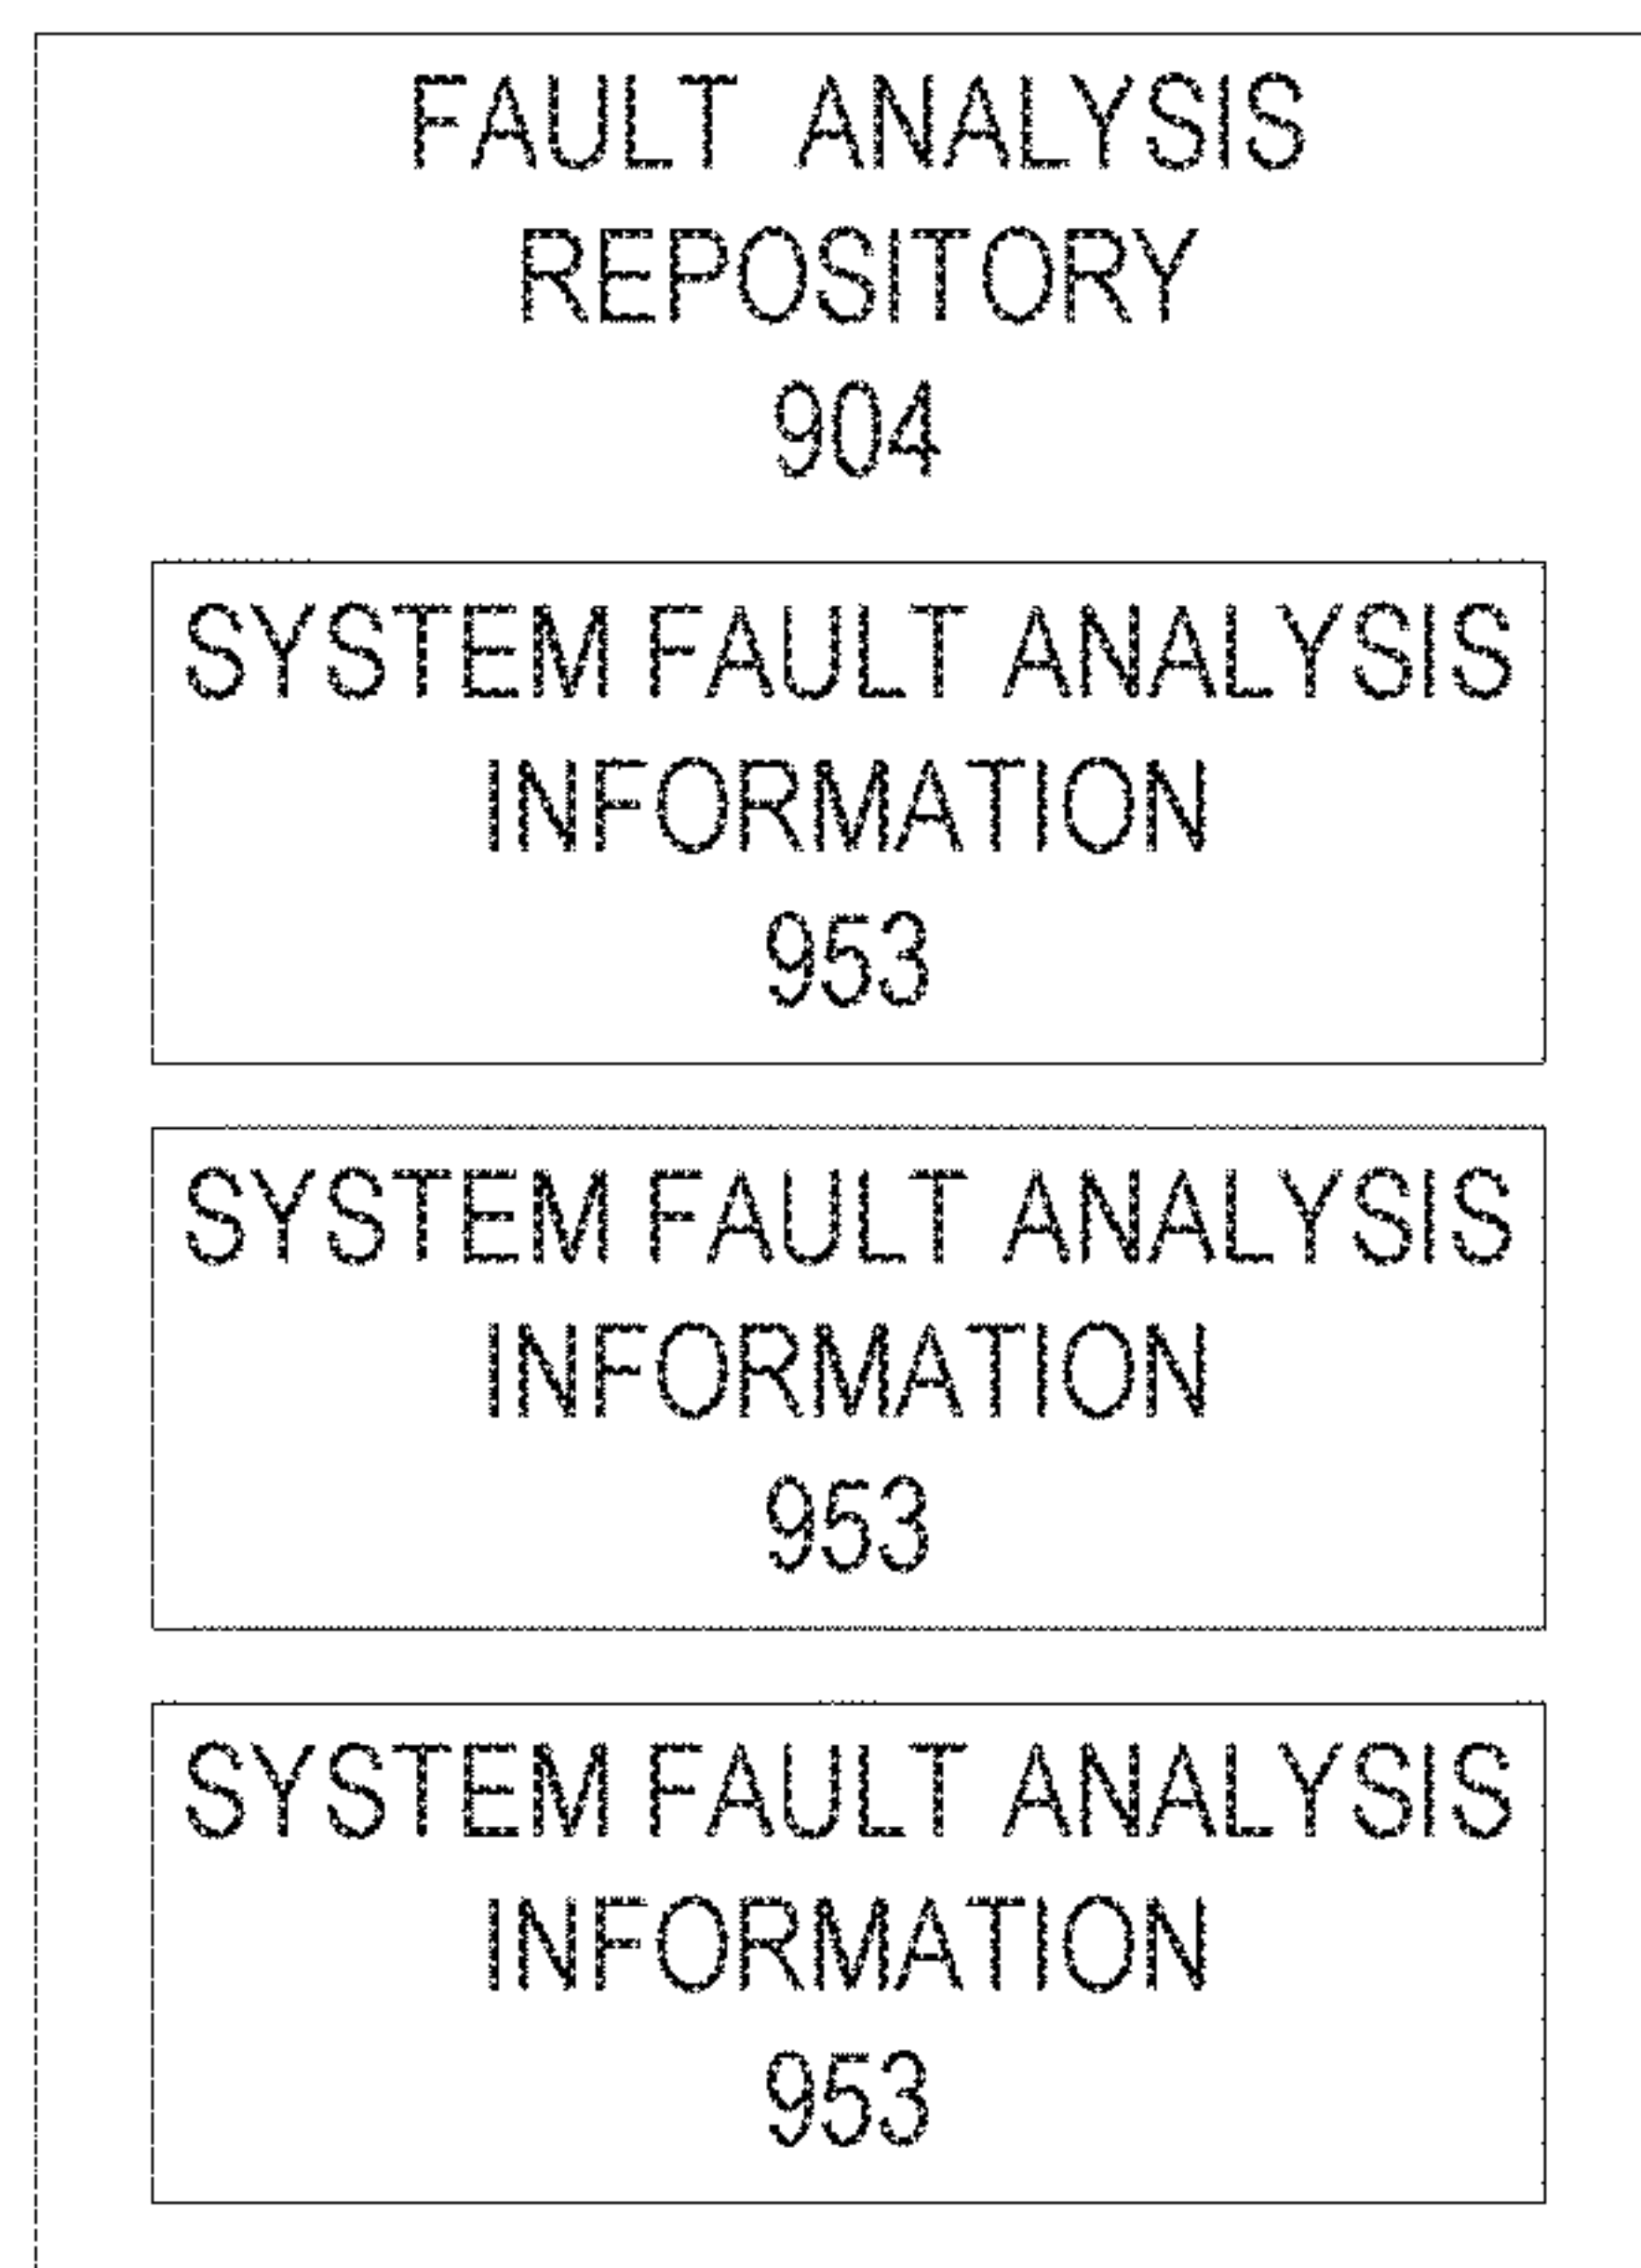 FAULT ANALYSIS
REPOSITORY
904
SYSTEM FAULT ANALYSIS
INFORMATION
953
SYSTEM FAULT ANALYSIS
INFORMATION
953
SYSTEM FAULT ANALYSIS
INFORMATION
953